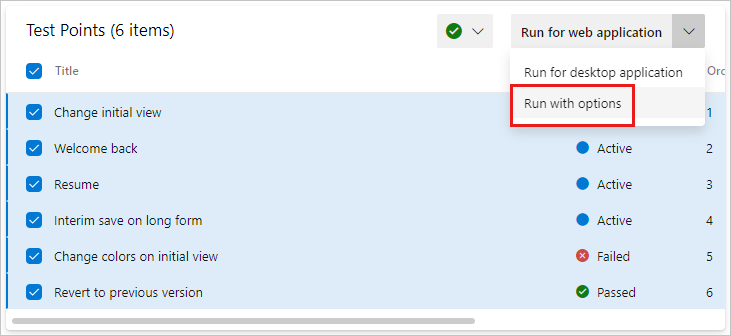 Test Points (6 items)
Run for web application
Run for desktop application
Run with options
Title
Change initial view 1
Welcome back Active 2
Resume Active 3
Interim save on long form Active 4
Change colors on initial view Failed 5
Revert to previous version Passed 6